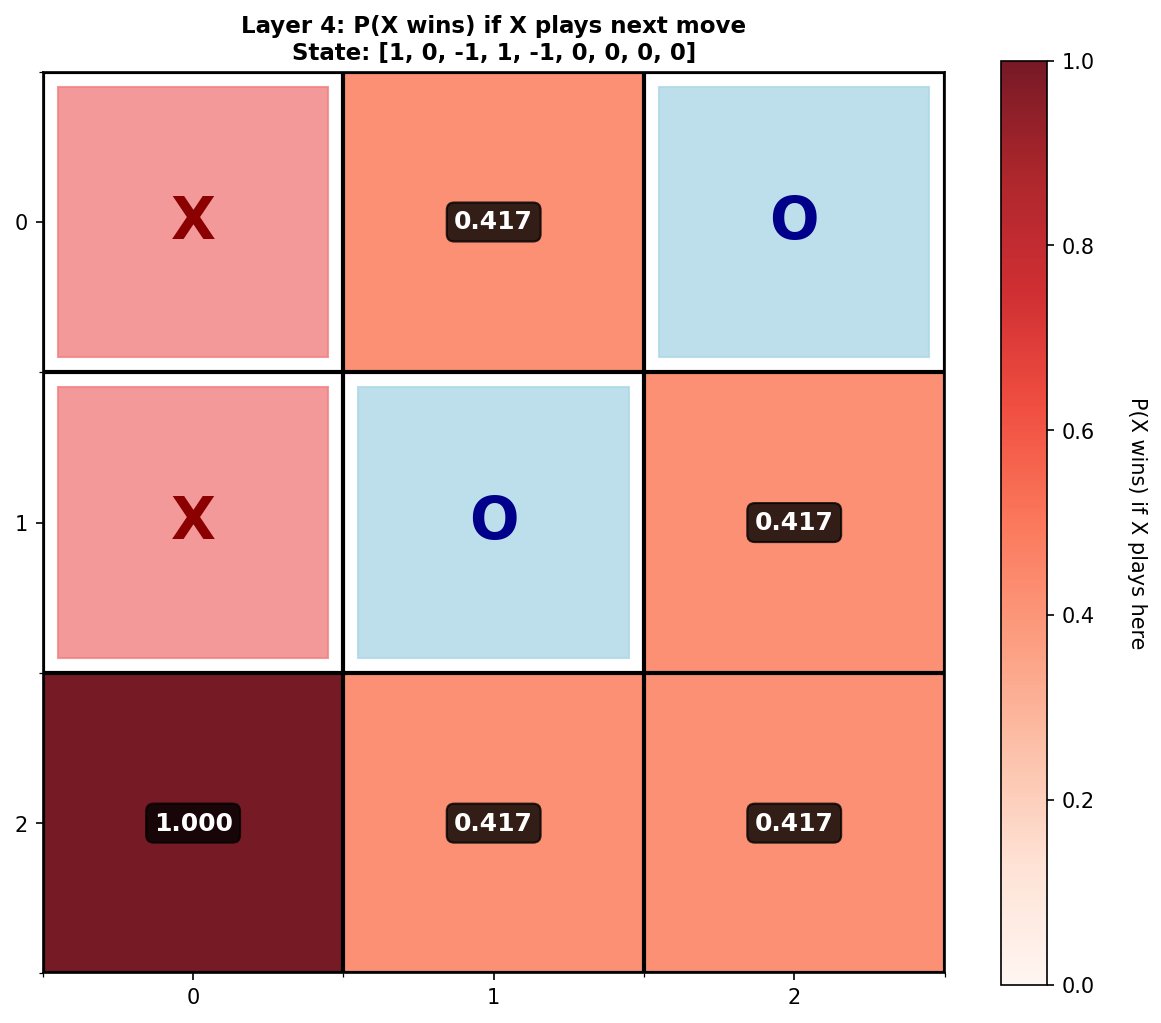 Layer 4: P(X wins) if X plays next move
State: [1, 0, -1, 1, -1, 0, 0, 0, 0]
X
0.417
O
0
X
O
0.417
1
1.000
0.417
0.417
2
0
1
2
1.0
0.8
0.6
0.4
0.2
0.0
P(X wins) if X plays here